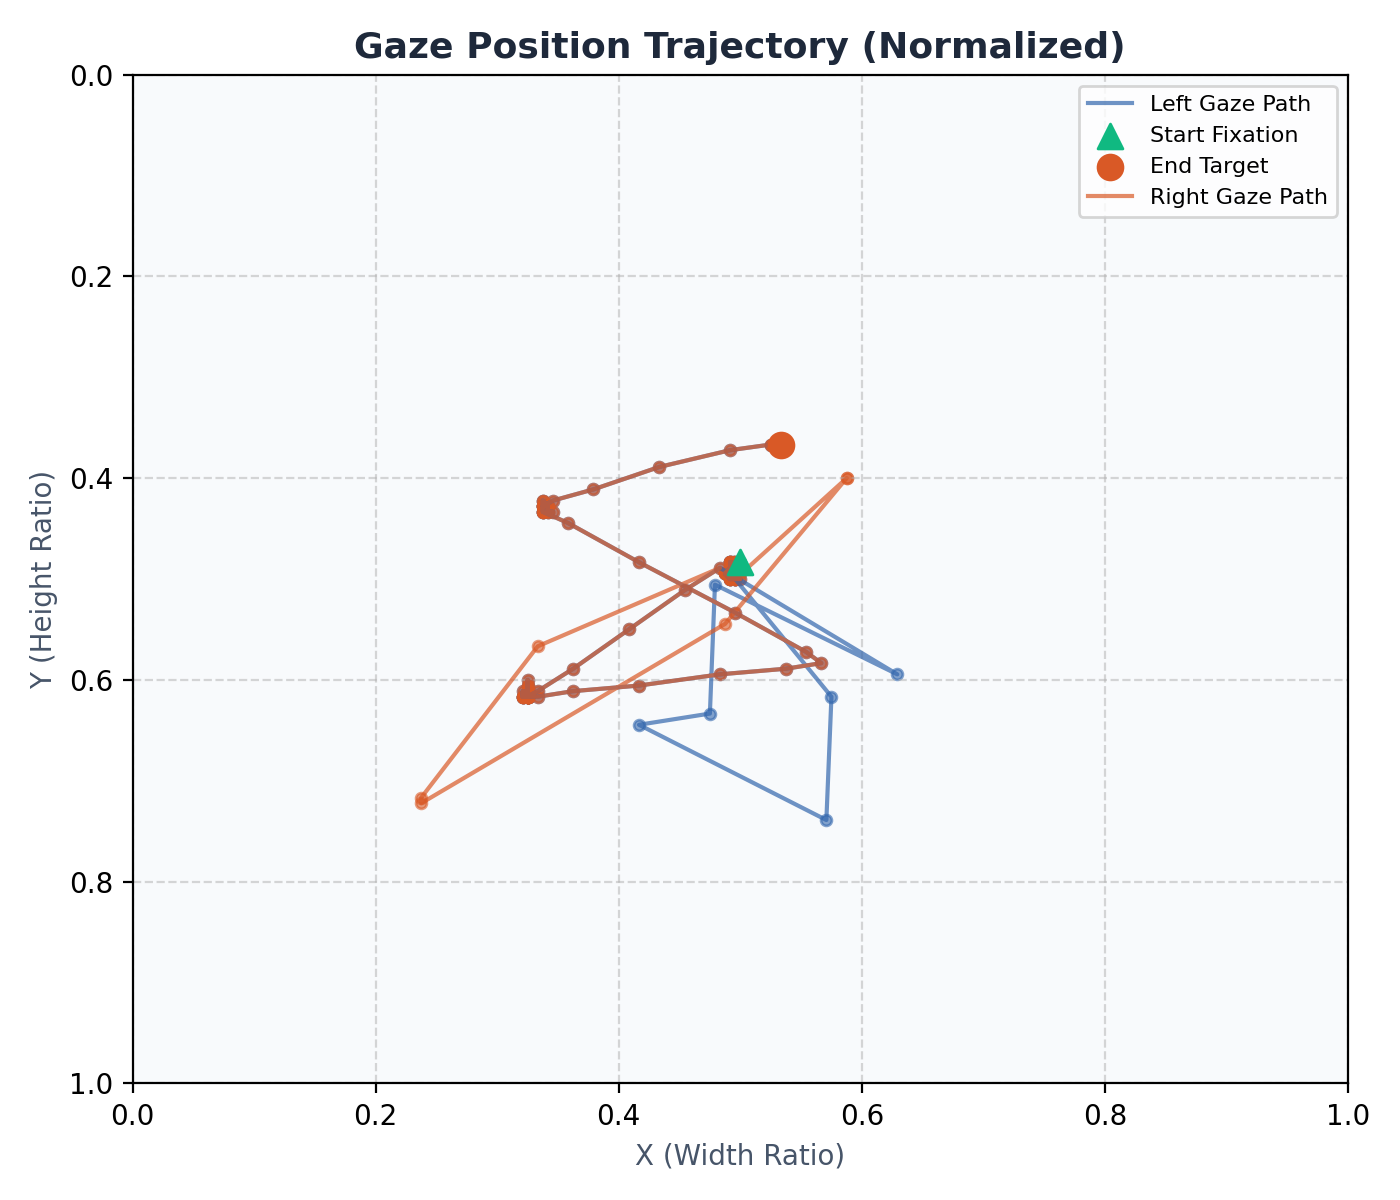 Gaze Position Trajectory (Normalized)
Left Gaze Path
Start Fixation
End Target
Right Gaze Path
Y (Height Ratio)
0.0
0.2
0.4
0.6
0.8
1.0
0.0 0.2 0.4 0.6 0.8 1.0
X (Width Ratio)